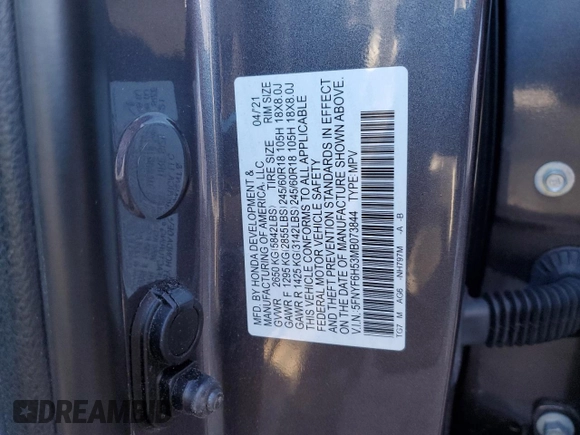 MFD. BY HONDA DEVELOPMENT &
MANUFACTURING OF AMERICA, LLC 04/'21
GVWR 2650 KG(5842LBS) TIRE SIZE RIM SIZE
GAWR F 1295 KG(2855LBS)245/60R18 105H 18X8.0J
GAWR R 1425 KG(3142LBS)245/60R18 105H 18X8.0J
THIS VEHICLE CONFORMS TO ALL APPLICABLE
FEDERAL MOTOR VEHICLE SAFETY
AND THEFT PREVENTION STANDARDS IN EFFECT
ON THE DATE OF MANUFACTURE SHOWN ABOVE.
V.I.N. : 5FNYF6H53MB073844 TYPE MPV
TG7 M AG6 -NH797M -A -B
DREAMBID